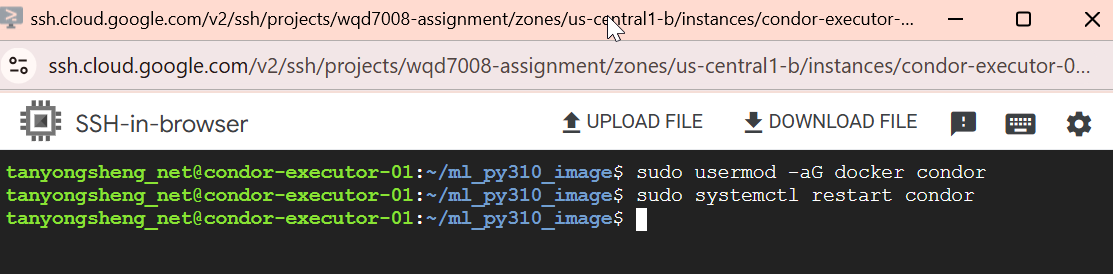 ssh.cloud.google.com/v2/ssh/projects/wqd7008-assignment/zones/us-central1-b/instances/condor-executor-...
ssh.cloud.google.com/v2/ssh/projects/wqd7008-assignment/zones/us-central1-b/instances/condor-executor-0...
SSH-in-browser
UPLOAD FILE
DOWNLOAD FILE
tanyongsheng_net@condor-executor-01:~/ml_py310_image$ sudo usermod -aG docker condor
tanyongsheng_net@condor-executor-01:~/ml_py310_image$ sudo systemctl restart condor
tanyongsheng_net@condor-executor-01:~/ml_py310_image$